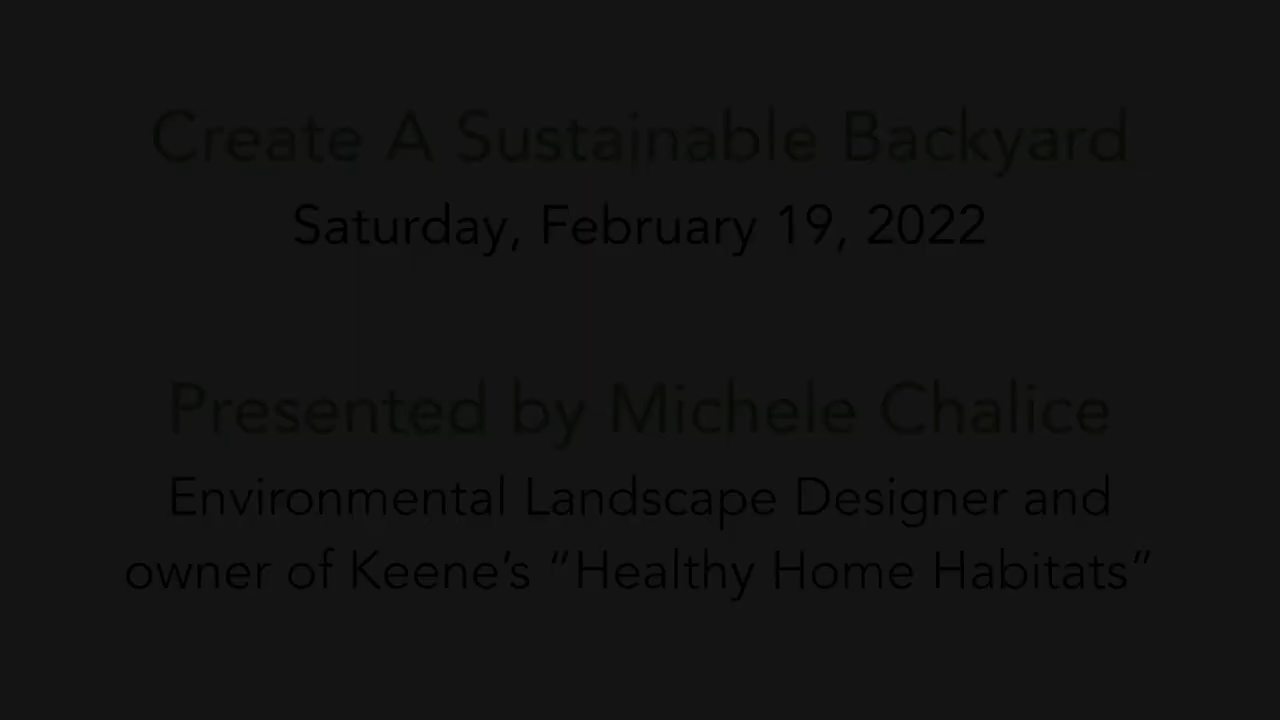 Create A Sustainable Backyard
Saturday, February 19, 2022
Presented by Michele Chalice
Environmental Landscape Designer and
owner of Keene’s “Healthy Home Habitats”